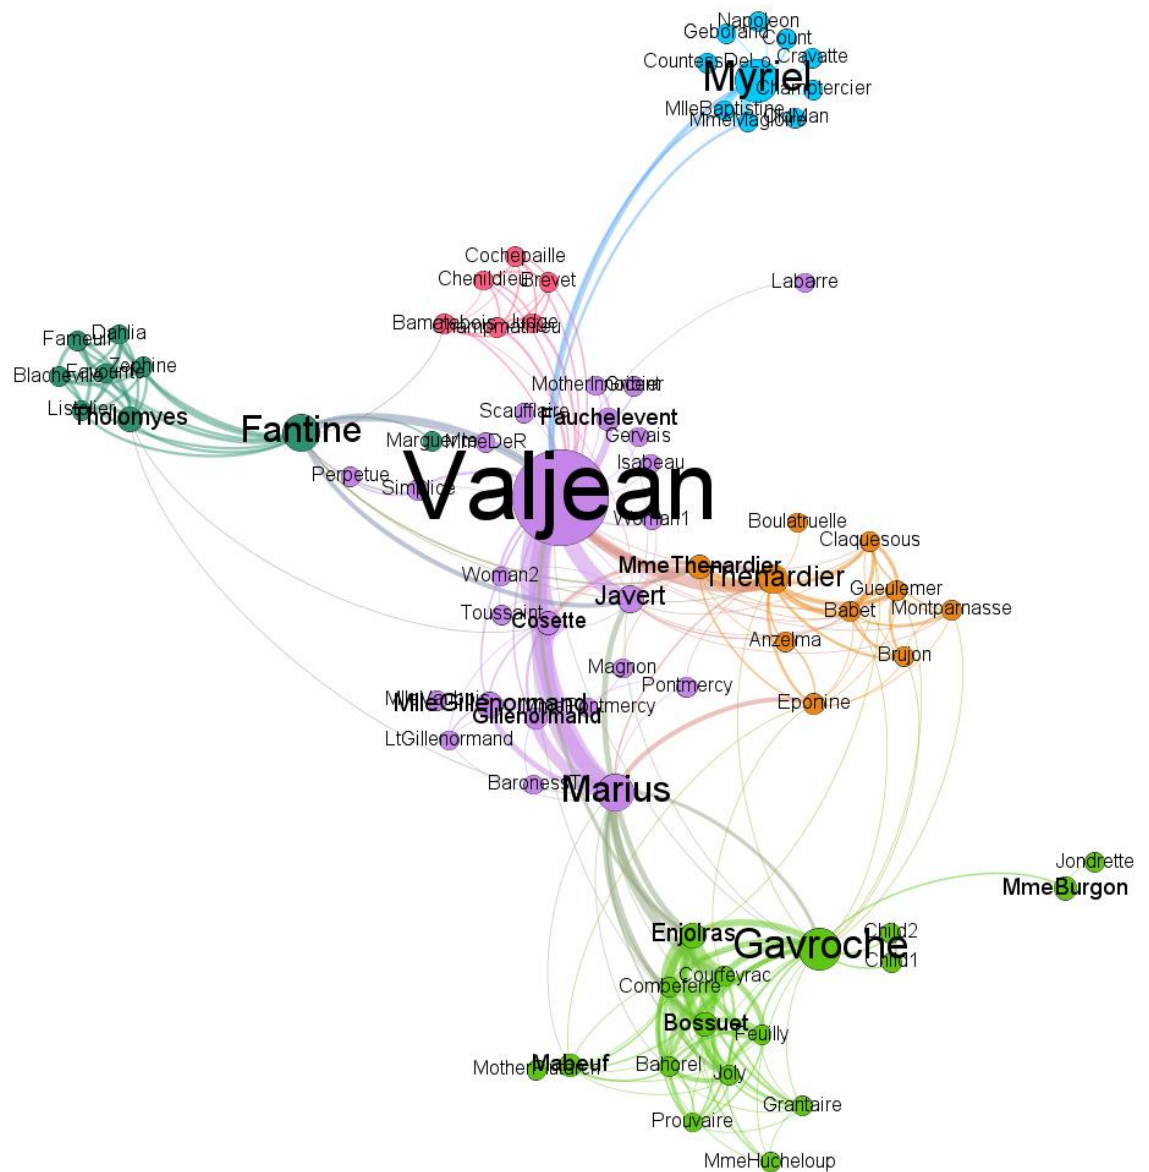 Napoleon
Geborand
Count
Cravatte
CountessDeLo
Myriel
Champtercier
MlleBaptistine
OldMan
MmeMagloire
Cochepaille
Chenildieu
Brevet
Labarre
Bamatabois
Judge
Champmathieu
Dahlia
Fameuil
Zephine
Favourite
Blacheville
MotherInnocent
Gribier
Scaufflaire
Listolier
Tholomyes
Fauchelevent
Fantine
Gervais
Marguerite
MmeDeR
Isabeau
Perpetue
Simplice
Valjean
Woman1
Boulatruelle
Claquesous
MmeThenardier
Thenardier
Woman2
Gueulemer
Javert
Babet
Montparnasse
Toussaint
Cosette
Anzelma
Brujon
Magnon
Pontmercy
Eponine
MlleGillenormand
Gillenormand
LtGillenormand
BaronessT
Marius
Jondrette
MmeBurgon
Enjolras
Gavroche
Child2
Child1
Courfeyrac
Combeferre
Bossuet
Feuilly
Mabeuf
Bahorel
Joly
Grantaire
Prouvaire
MmeHucheloup